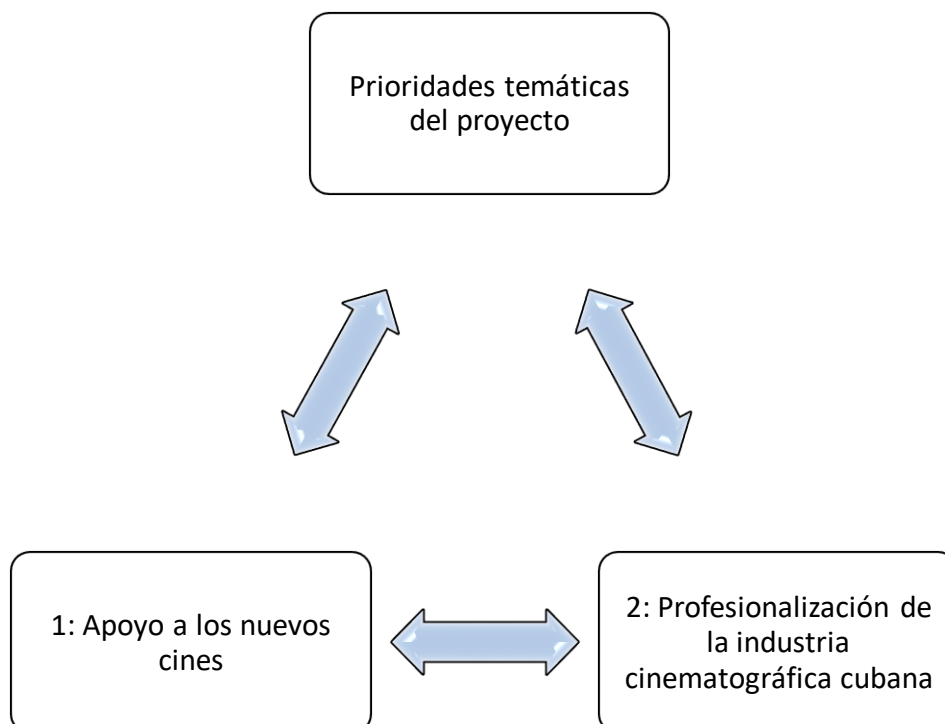 Prioridades temáticas
del proyecto
1: Apoyo a los nuevos
cines
2: Profesionalización de
la industria
cinematográfica cubana